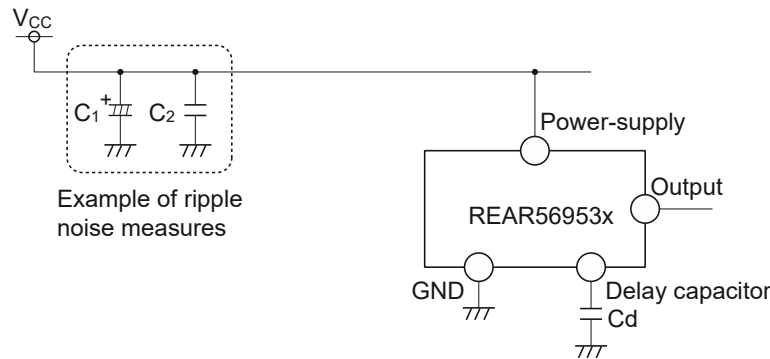 VCC
C1
+
C2
Example of ripple
noise measures
Power-supply
Output
REAR56953x
GND
Delay capacitor
Cd